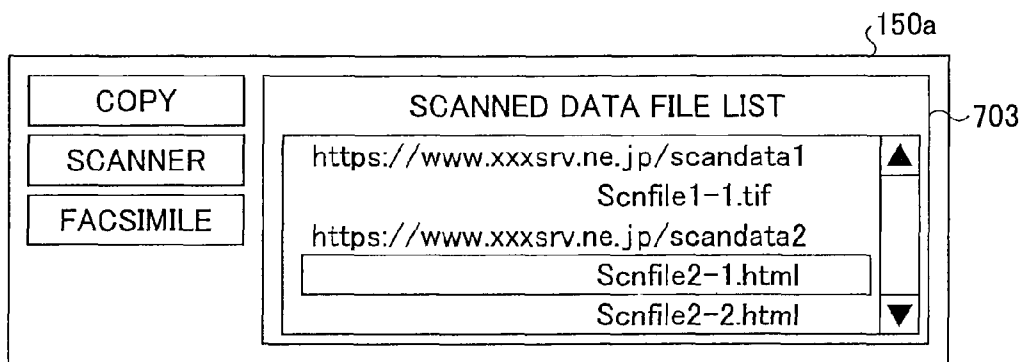 150a
COPY
SCANNER
FACSIMILE
SCANNED DATA FILE LIST
703
https://www.xxxsrv.ne.jp/scandata1
Scnfile1-1.tif
https://www.xxxsrv.ne.jp/scandata2
Scnfile2-1.html
Scnfile2-2.html